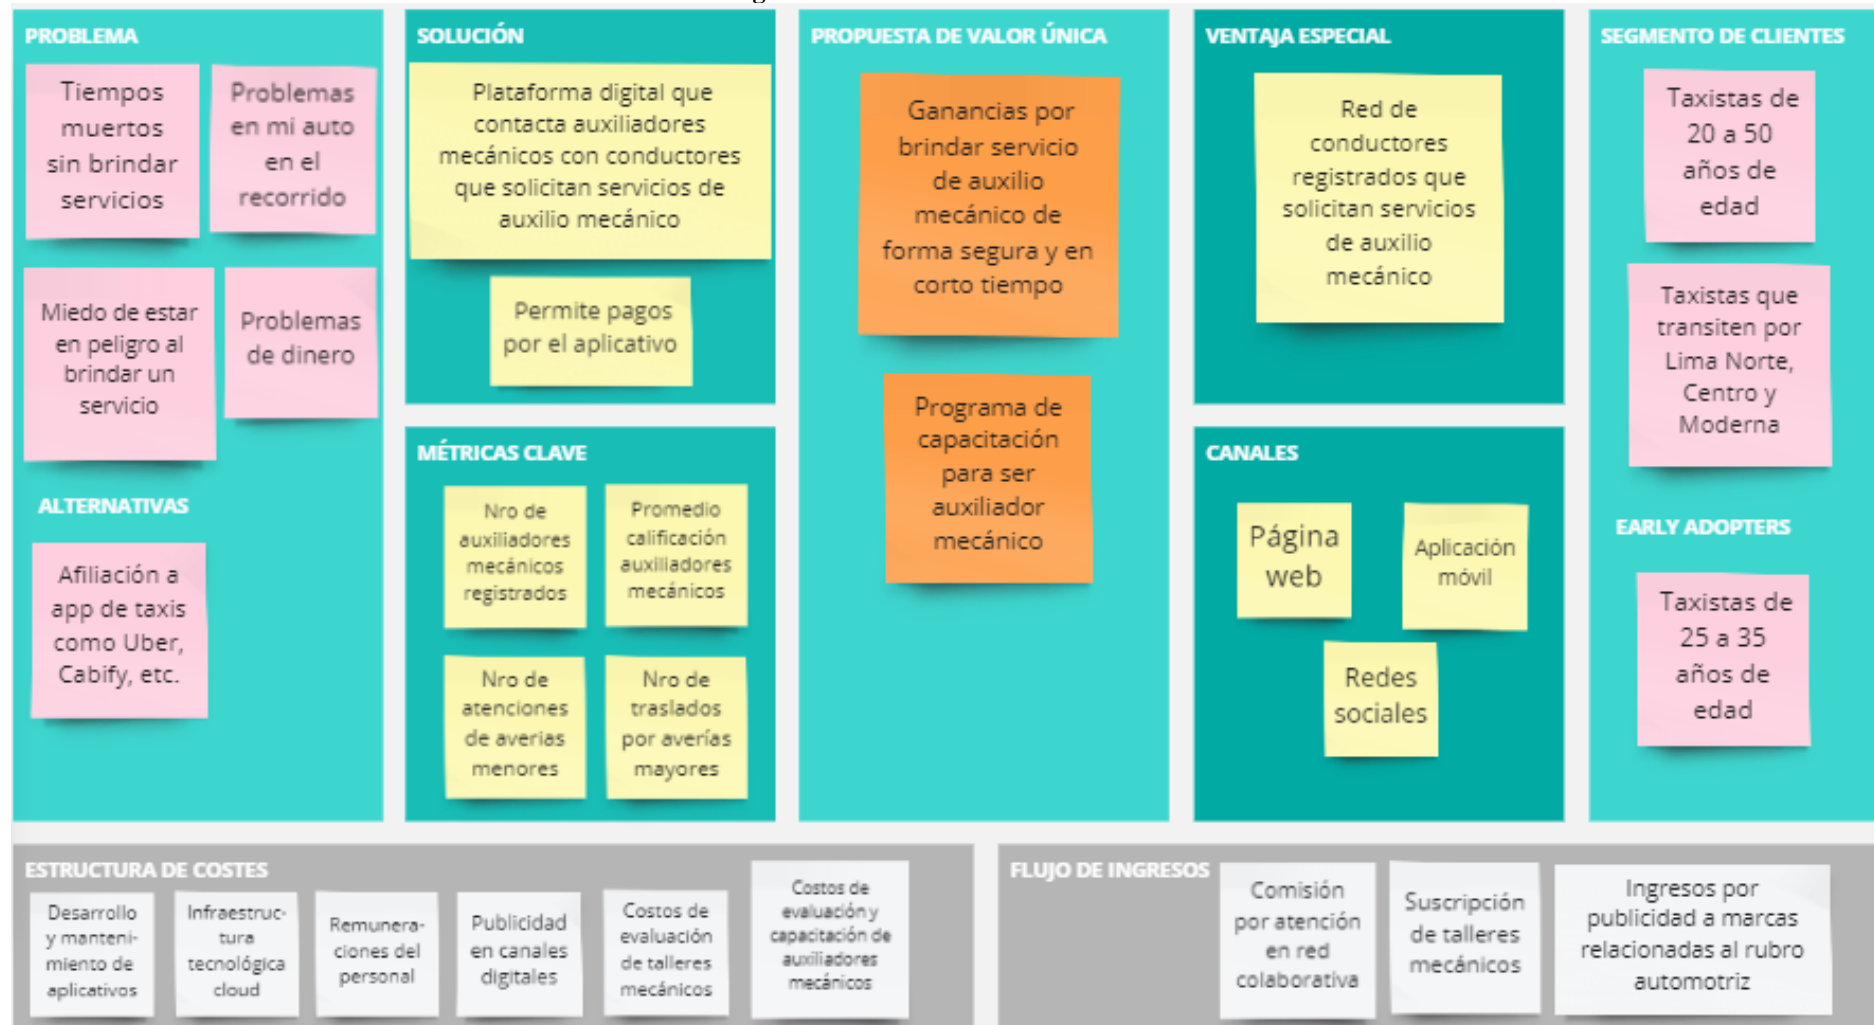 PROBLEMA
Tiempos
muertos
sin brindar
servicios
Problemas
en mi auto
en el
recorrido
Miedo de estar
en peligro al
brindar un
servicio
Problemas
de dinero
ALTERNATIVAS
Afiliación a
app de taxis
como Uber,
Cabify, etc.
SOLUCIÓN
Plataforma digital que
contacta auxiliadores
mecánicos con conductores
que solicitan servicios de
auxilio mecánico
Permite pagos
por el aplicativo
MÉTRICAS CLAVE
Nro de
auxiliadores
mecánicos
registrados
Promedio
calificación
auxiliadores
mecánicos
Nro de
atenciones
de averias
menores
Nro de
traslados
por averías
mayores
PROPUESTA DE VALOR ÚNICA
Ganancias por
brindar servicio
de auxilio
mecánico de
forma segura y en
corto tiempo
Programa de
capacitación
para ser
auxiliador
mecánico
VENTAJA ESPECIAL
Red de
conductores
registrados que
solicitan servicios
de auxilio
mecánico
CANALES
Página
web
Aplicación
móvil
Redes
sociales
SEGMENTO DE CLIENTES
Taxistas de
20 a 50
años de
edad
Taxistas que
transiten por
Lima Norte,
Centro y
Moderna
EARLY ADOPTERS
Taxistas de
25 a 35
años de
edad
ESTRUCTURA DE COSTES
Desarrollo
y manteni-
miento de
aplicativos
Infraestruc-
tura
tecnológica
cloud
Remunera-
ciones del
personal
Publicidad
en canales
digitales
Costos de
evaluación
de talleres
mecánicos
Costos de
evaluación y
capacitación de
auxiliadores
mecánicos
FLUJO DE INGRESOS
Comisión
por atención
en red
colaborativa
Suscripción
de talleres
mecánicos
Ingresos por
publicidad a marcas
relacionadas al rubro
automotriz